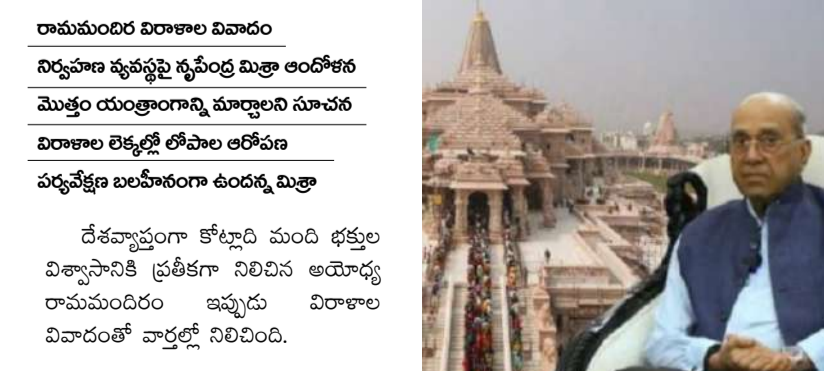 రామమందిర విరాళాల వివాదం
నిర్వహణ వ్యవస్థపై నృపేంద్ర మిశ్రా ఆందోళన
మొత్తం యంత్రాంగాన్ని మార్చాలని సూచన
విరాళాల లెక్కల్లో లోపాల ఆరోపణ
పర్యవేక్షణ బలహీనంగా ఉందన్న మిశ్రా
దేశవ్యాప్తంగా కోట్లాది మంది భక్తుల
విశ్వాసానికి ప్రతీకగా నిలిచిన అయోధ్య
రామమందిరం ఇప్పుడు విరాళాల
వివాదంతో వార్తల్లో నిలిచింది.